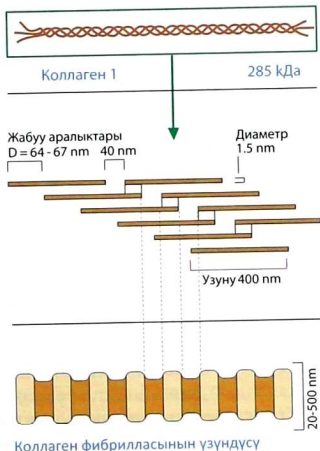 Коллаген 1 285 kДа
Жабуу аралыктары
D = 64 - 67 nm
40 nm
Диаметр
1.5 nm
Узуну 400 nm
20-500 nm
Коллаген фибрилласынын үзүндүсү